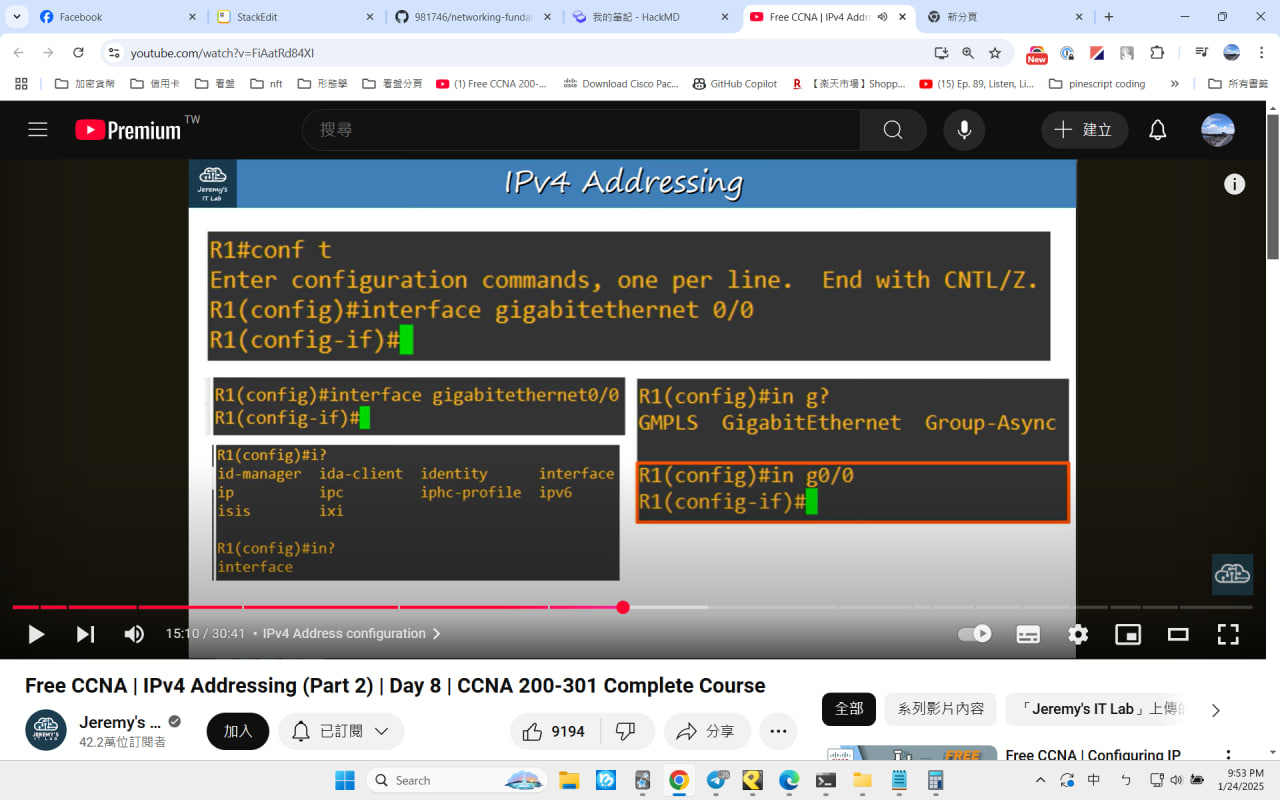 Facebook
StackEdit
981746/networking-fundar
我的筆記 - HackMD
Free CCNA | IPv4 Addre
新分頁
youtube.com/watch?v=FiAatRd84XI
New
加密貨幣
信用卡
看盤
nft
形態學
看盤分頁
(1) Free CCNA 200-...
Download Cisco Pac...
GitHub Copilot
【楽天市場】Shopp...
(15) Ep. 89, Listen, Li...
pinescript coding
所有書籤
Premium TW
搜尋
建立
Jeremy's
IT Lab
IPv4 Addressing
R1#conf t
Enter configuration commands, one per line.  End with CNTL/Z.
R1(config)#interface gigabitethernet 0/0
R1(config-if)#
R1(config)#interface gigabitethernet0/0
R1(config-if)#
R1(config)#i?
id-manager  ida-client  identity  interface
ip  ipc  iphc-profile  ipv6
isis  ixi
R1(config)#in?
interface
R1(config)#in g?
GMPLS  GigabitEthernet  Group-Async
R1(config)#in g0/0
R1(config-if)#
15:10 / 30:41 • IPv4 Address configuration
Free CCNA | IPv4 Addressing (Part 2) | Day 8 | CCNA 200-301 Complete Course
Jeremy's ...
42.2萬位訂閱者
加入
已訂閱
9194
分享
全部
系列影片內容
「Jeremy's IT Lab」上傳的
FREE
Free CCNA | Configuring IP
Search
26
中
ㄅ
9:53 PM
1/24/2025